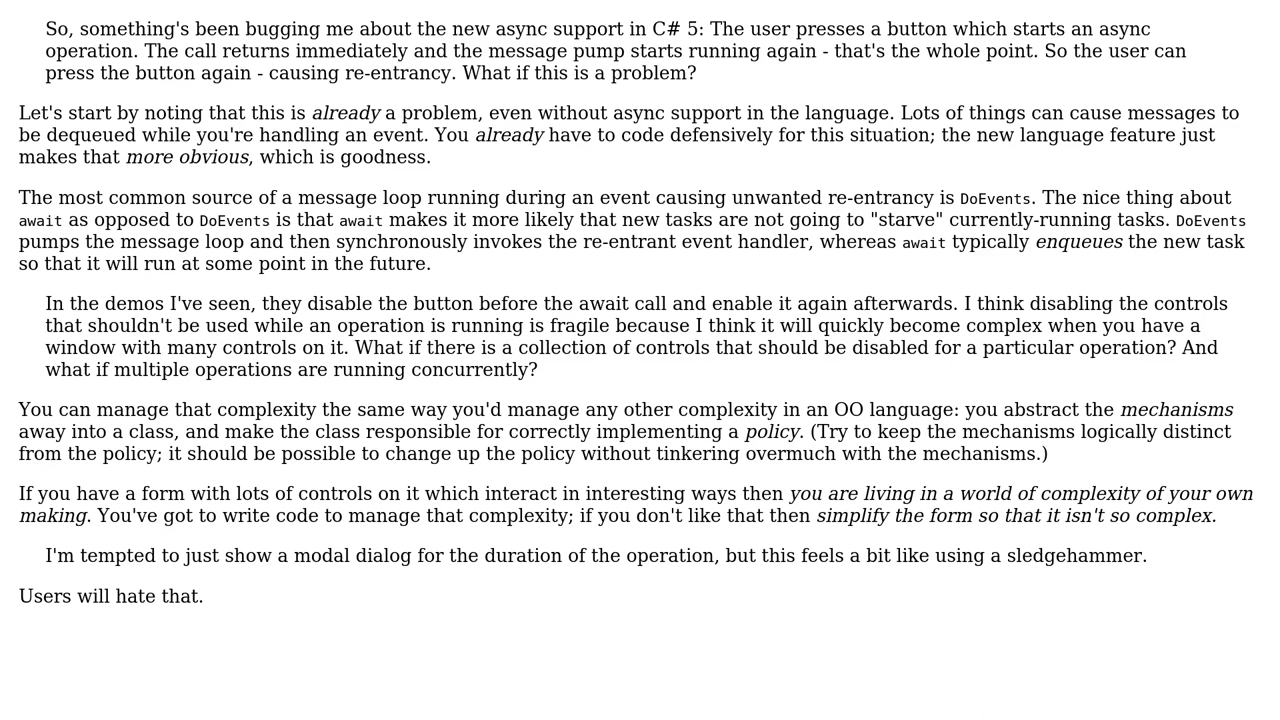 So, something's been bugging me about the new async support in C# 5: The user presses a button which starts an async
operation. The call returns immediately and the message pump starts running again - that's the whole point. So the user can
press the button again - causing re-entrancy. What if this is a problem?
Let's start by noting that this is already a problem, even without async support in the language. Lots of things can cause messages to
be dequeued while you're handling an event. You already have to code defensively for this situation; the new language feature just
makes that more obvious, which is goodness.
The most common source of a message loop running during an event causing unwanted re-entrancy is DoEvents. The nice thing about
await as opposed to DoEvents is that await makes it more likely that new tasks are not going to "starve" currently-running tasks. DoEvents
pumps the message loop and then synchronously invokes the re-entrant event handler, whereas await typically enqueues the new task
so that it will run at some point in the future.
In the demos I've seen, they disable the button before the await call and enable it again afterwards. I think disabling the controls
that shouldn't be used while an operation is running is fragile because I think it will quickly become complex when you have a
window with many controls on it. What if there is a collection of controls that should be disabled for a particular operation? And
what if multiple operations are running concurrently?
You can manage that complexity the same way you'd manage any other complexity in an OO language: you abstract the mechanisms
away into a class, and make the class responsible for correctly implementing a policy. (Try to keep the mechanisms logically distinct
from the policy; it should be possible to change up the policy without tinkering overmuch with the mechanisms.)
If you have a form with lots of controls on it which interact in interesting ways then you are living in a world of complexity of your own
making. You've got to write code to manage that complexity; if you don't like that then simplify the form so that it isn't so complex.
I'm tempted to just show a modal dialog for the duration of the operation, but this feels a bit like using a sledgehammer.
Users will hate that.